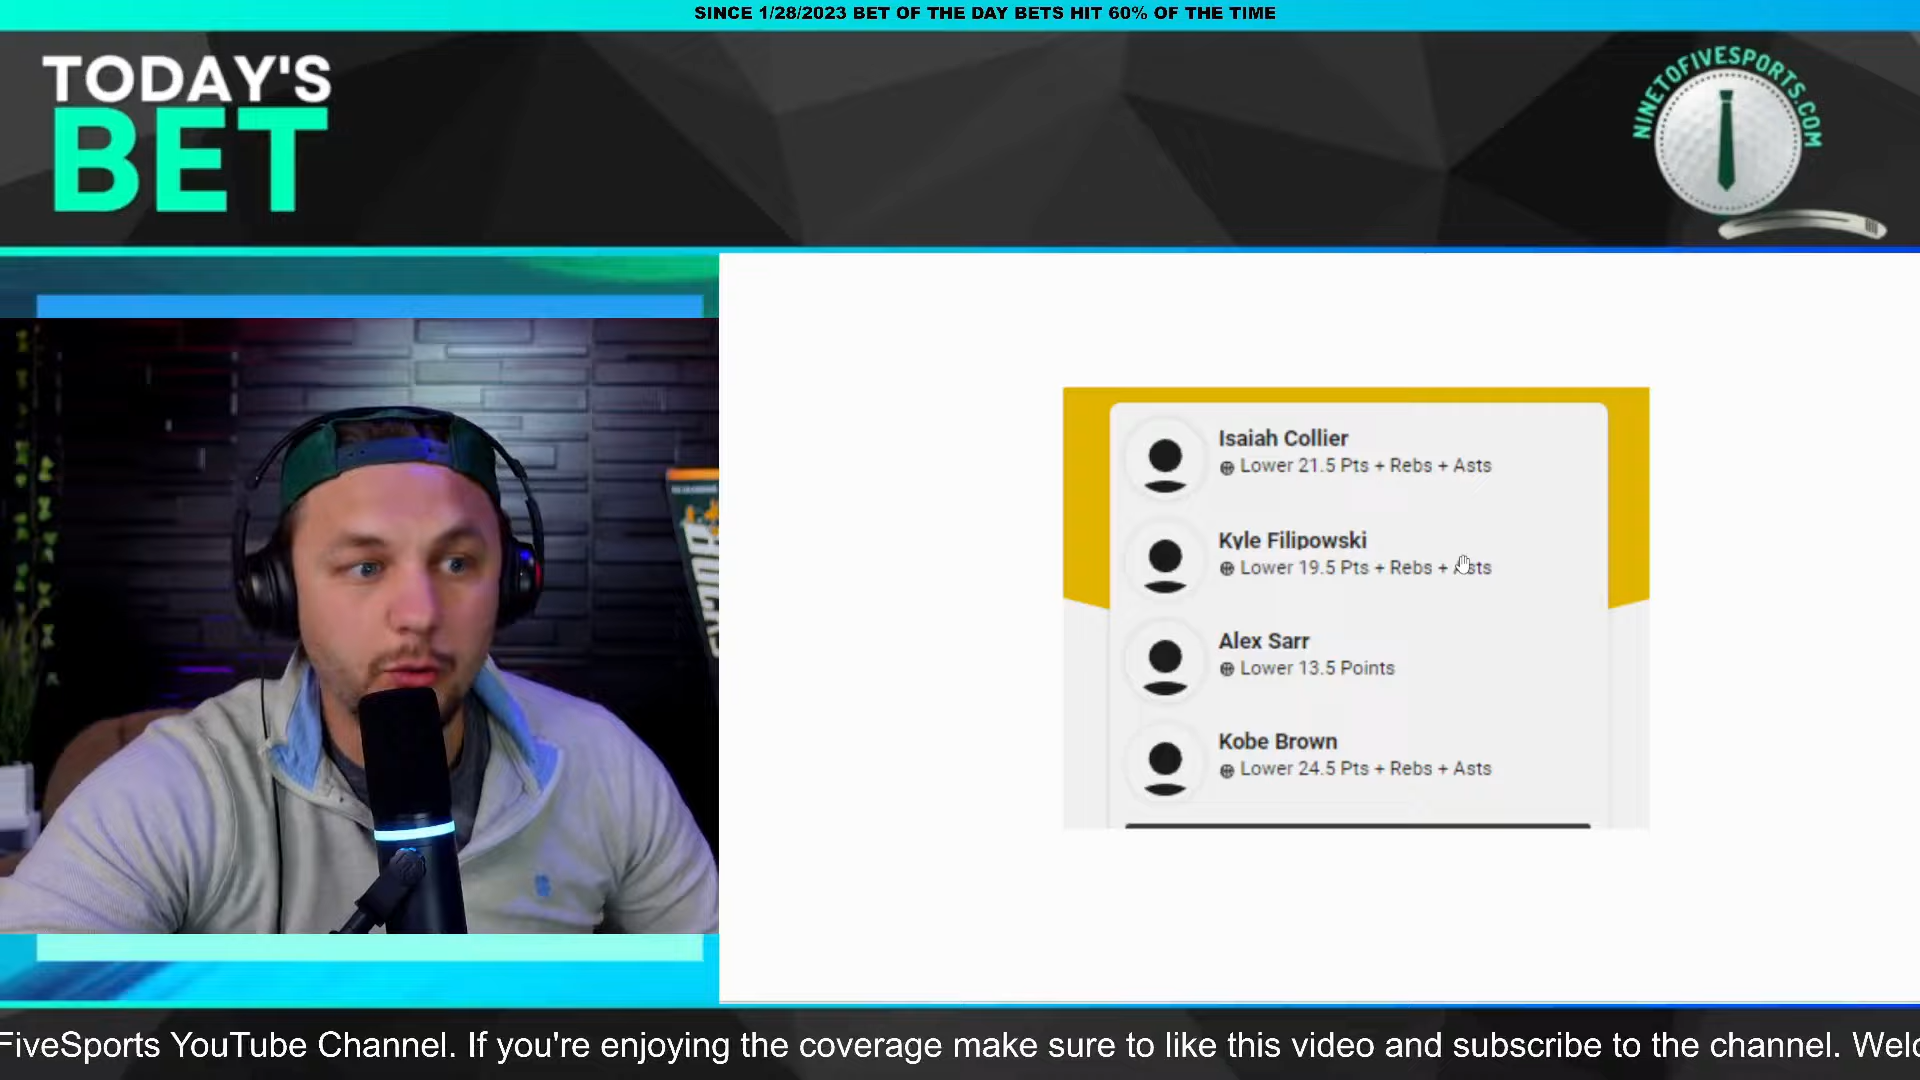 SINCE 1/28/2023 BET OF THE DAY BETS HIT 60% OF THE TIME
TODAY'S
BET
NINETOFIVESPORTS.COM
Isaiah Collier
Lower 21.5 Pts + Rebs + Asts
Kyle Filipowski
Lower 19.5 Pts + Rebs + Asts
Alex Sarr
Lower 13.5 Points
Kobe Brown
Lower 24.5 Pts + Rebs + Asts
FiveSports YouTube Channel. If you're enjoying the coverage make sure to like this video and subscribe to the channel. Welc